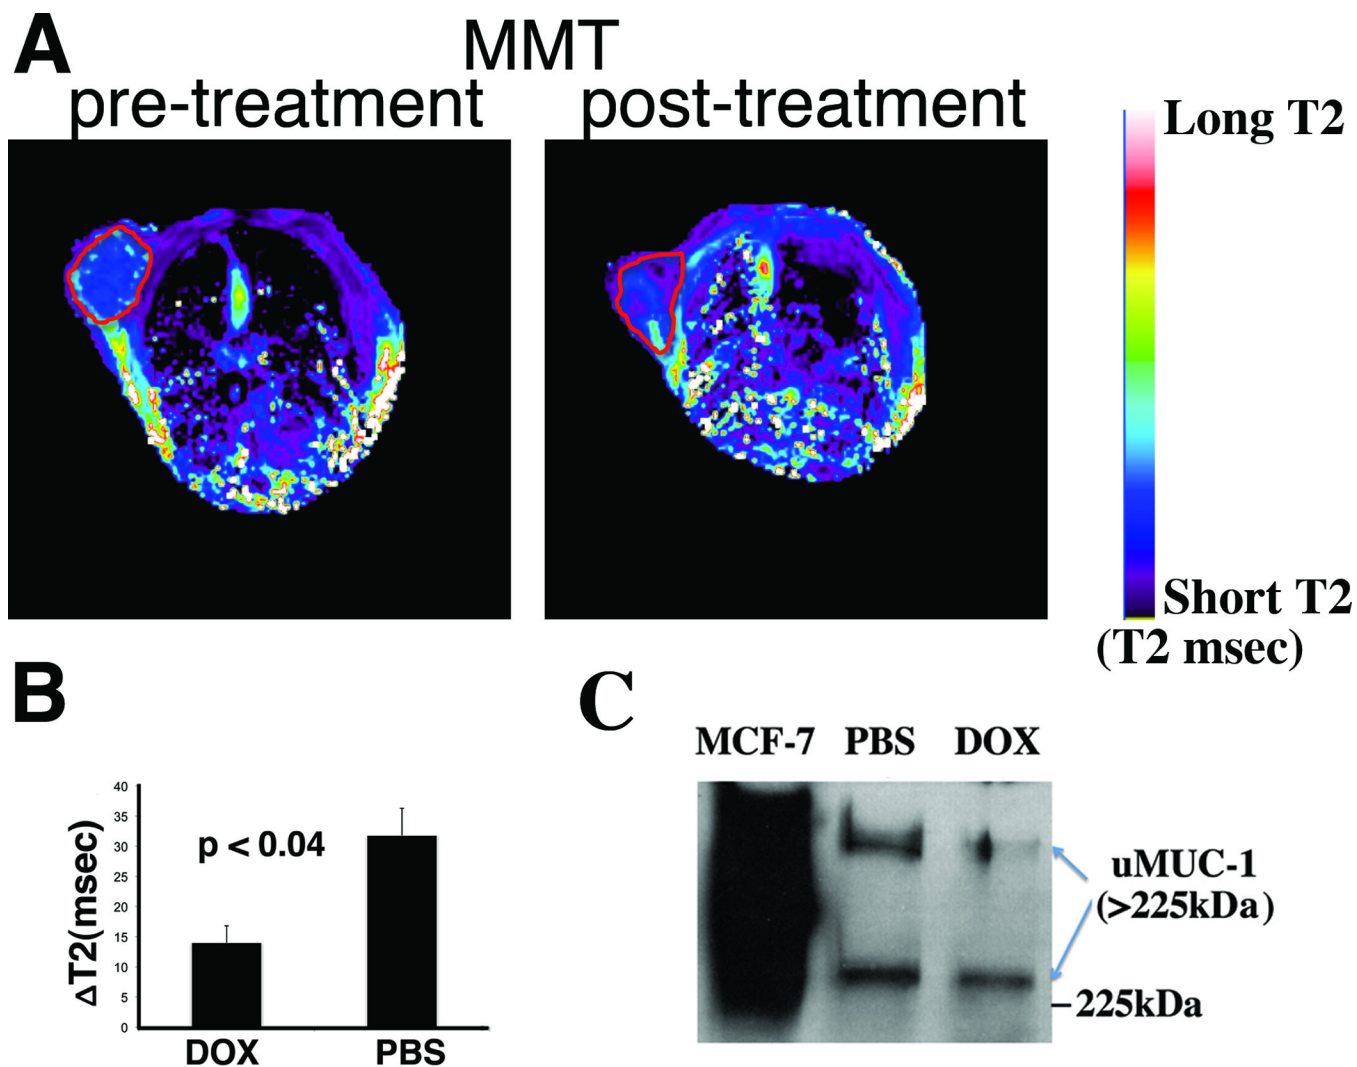 A
MMT
pre-treatment
post-treatment
Long T2
Short T2
(T2 msec)
B
ΔT2(msec)
40
35
30
25
20
15
10
5
0
p < 0.04
DOX
PBS
C
MCF-7 PBS DOX
uMUC-1
(>225kDa)
225kDa